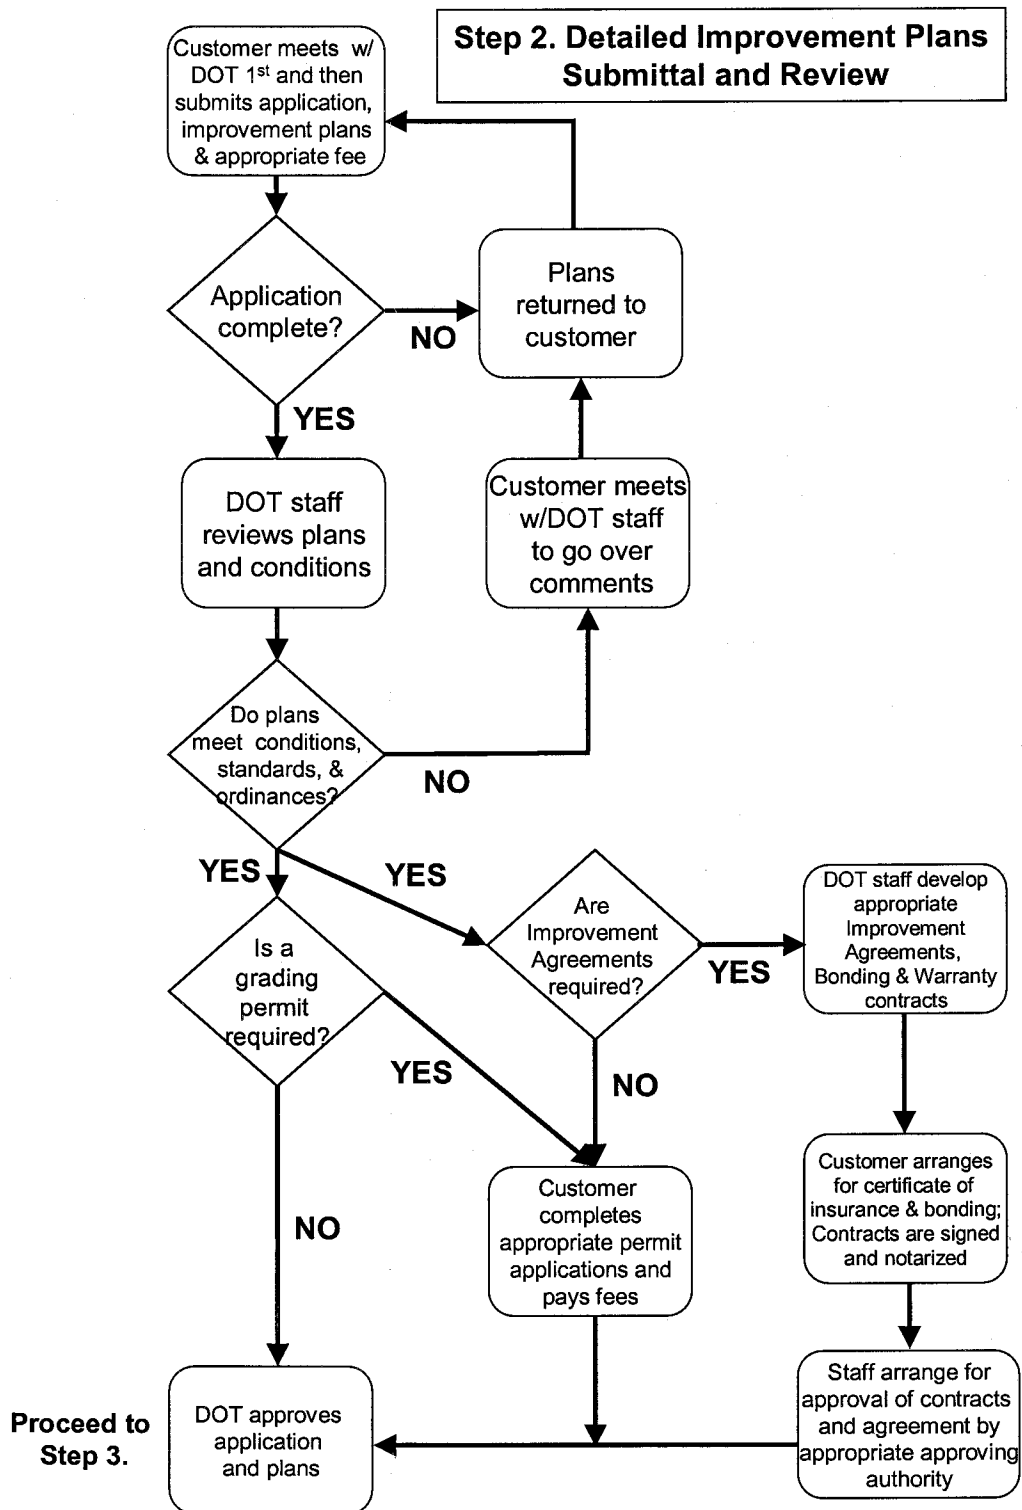 Step 2. Detailed Improvement Plans
Submittal and Review
Customer meets w/
DOT 1st and then
submits application,
improvement plans
& appropriate fee
Application
complete?
NO
Plans
returned to
customer
YES
DOT staff
reviews plans
and conditions
Customer meets
w/DOT staff
to go over
comments
Do plans
meet conditions,
standards, &
ordinances?
NO
YES
YES
Is a
grading
permit
required?
Are
Improvement
Agreements
required?
YES
DOT staff develop
appropriate
Improvement
Agreements,
Bonding & Warranty
contracts
YES
NO
NO
Customer
completes
appropriate permit
applications and
pays fees
Customer arranges
for certificate of
insurance & bonding;
Contracts are signed
and notarized
Proceed to
Step 3.
DOT approves
application
and plans
Staff arrange for
approval of contracts
and agreement by
appropriate approving
authority